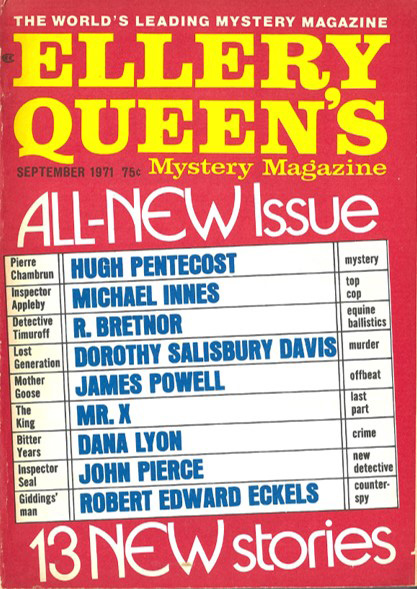 THE WORLD'S LEADING MYSTERY MAGAZINE
ELLERY
QUEEN'S
SEPTEMBER 1971 75¢ Mystery Magazine
ALL-NEW Issue
Pierre Chambrun HUGH PENTECOST mystery
Inspector Appleby MICHAEL INNES top cop
Detective Timuroff R. BRETNOR equine ballistics
Lost Generation DOROTHY SALISBURY DAVIS murder
Mother Goose JAMES POWELL offbeat
The King MR. X last part
Bitter Years DANA LYON crime
Inspector Seal JOHN PIERCE new detective
Giddings' man ROBERT EDWARD ECKELS counter-spy
13 NEW stories